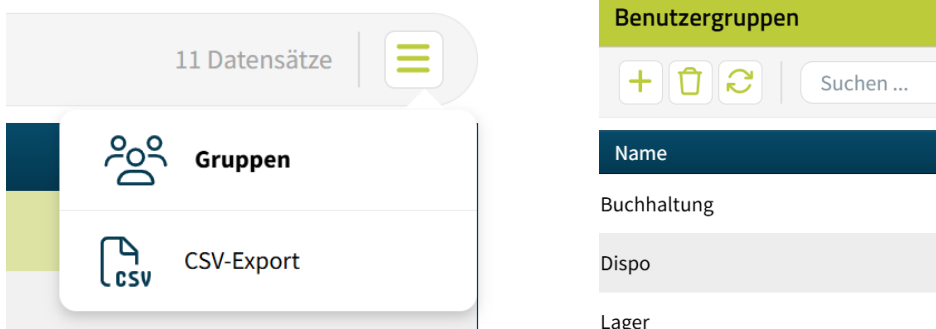 11 Datensätze
Gruppen
CSV
CSV-Export
Benutzergruppen
Suchen ...
Name
Buchhaltung
Dispo
Lager